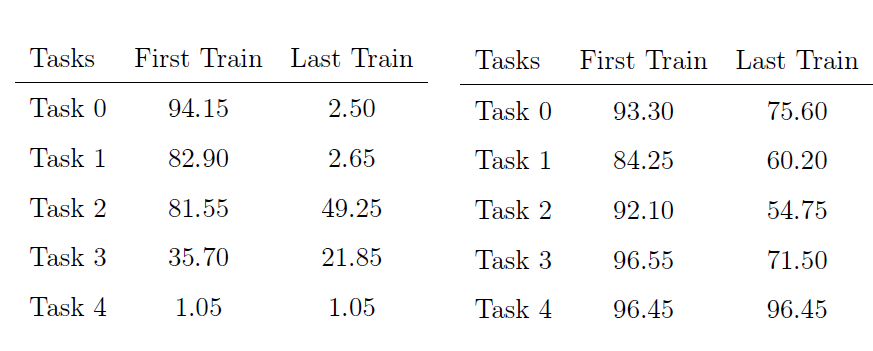 Tasks First Train Last Train
Task 0 94.15 2.50
Task 1 82.90 2.65
Task 2 81.55 49.25
Task 3 35.70 21.85
Task 4 1.05 1.05
Tasks First Train Last Train
Task 0 93.30 75.60
Task 1 84.25 60.20
Task 2 92.10 54.75
Task 3 96.55 71.50
Task 4 96.45 96.45